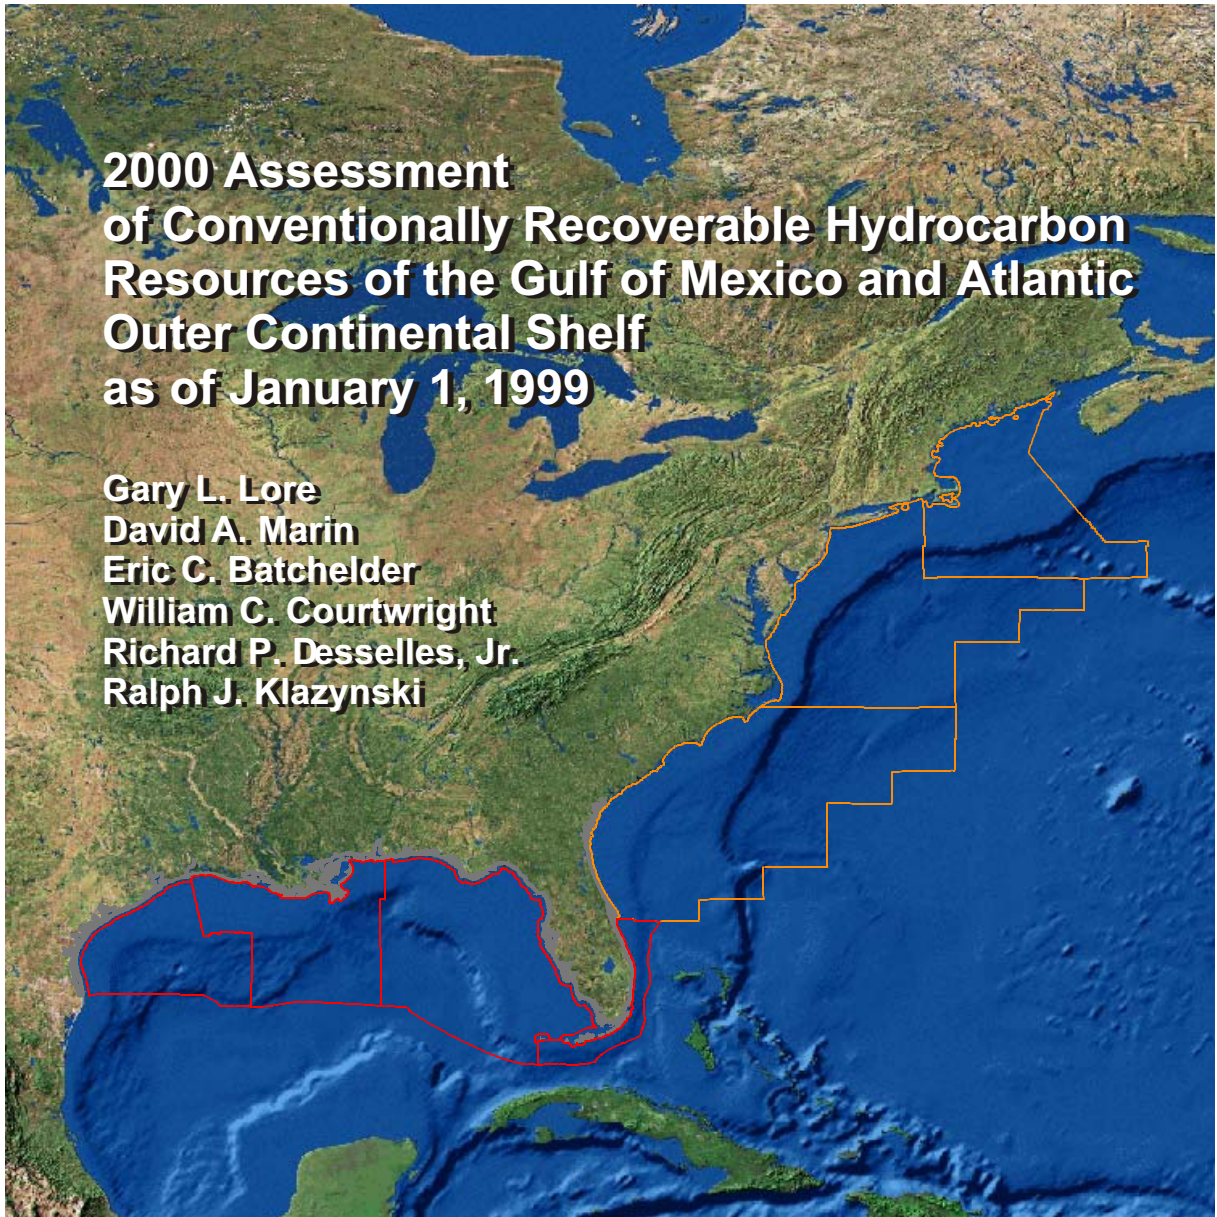 2000 Assessment
of Conventionally Recoverable Hydrocarbon
Resources of the Gulf of Mexico and Atlantic
Outer Continental Shelf
as of January 1, 1999
Gary L. Lore
David A. Marin
Eric C. Batchelder
William C. Courtwright
Richard P. Desselles, Jr.
Ralph J. Klazynski